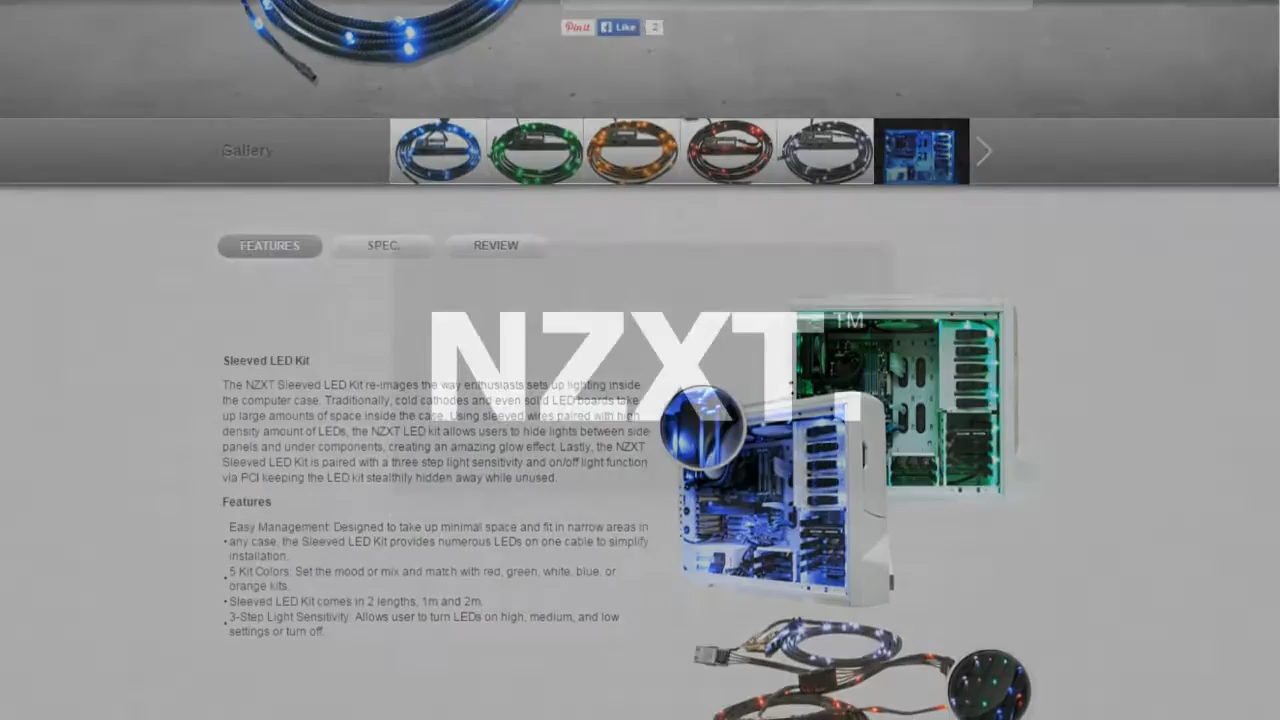 Pin it
Like
2
Gallery
FEATURES
SPEC.
REVIEW
NZXT.
TM
Sleeved LED Kit
The NZXT Sleeved LED Kit re-images the way enthusiasts sets up lighting inside
the computer case. Traditionally, cold cathodes and even solid LED boards take
up large amounts of space inside the case. Using sleeved wires paired with high
density amount of LEDs, the NZXT LED kit allows users to hide lights between side
panels and under components, creating an amazing glow effect. Lastly, the NZXT
Sleeved LED Kit is paired with a three step light sensitivity and on/off light function
via PCI keeping the LED kit stealthily hidden away while unused.
Features
Easy Management: Designed to take up minimal space and fit in narrow areas in
• any case, the Sleeved LED Kit provides numerous LEDs on one cable to simplify
installation.
5 Kit Colors: Set the mood or mix and match with red, green, white, blue, or
• orange kits.
• Sleeved LED Kit comes in 2 lengths, 1m and 2m.
3-Step Light Sensitivity: Allows user to turn LEDs on high, medium, and low
• settings or turn off.